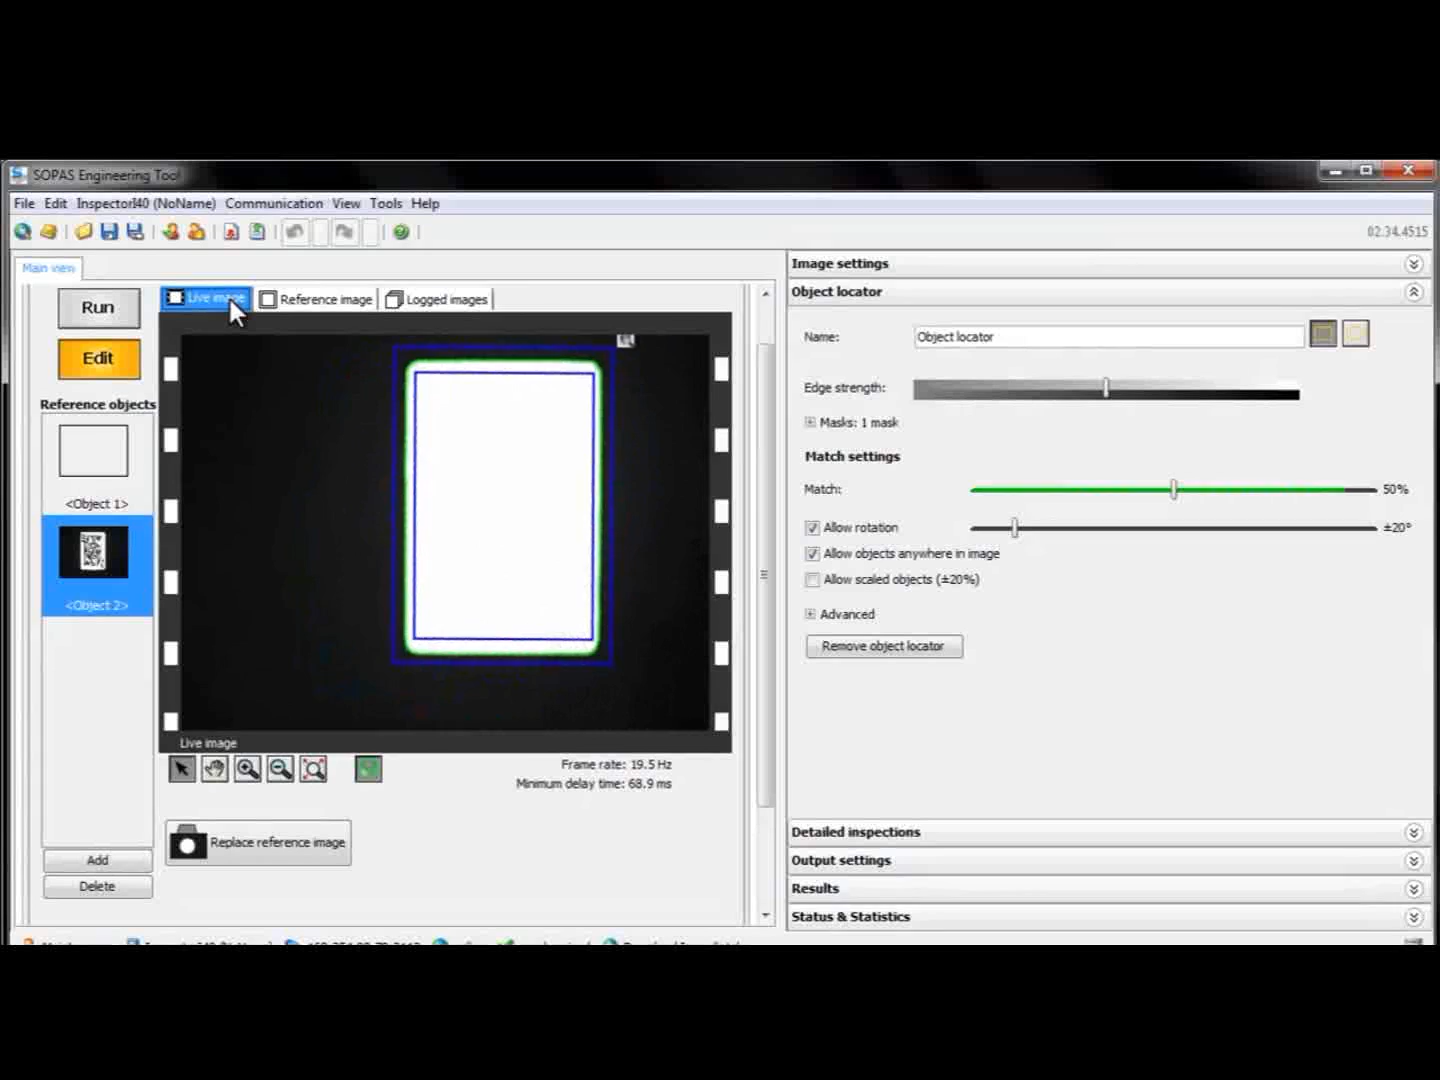 SOPAS Engineering Tool
File Edit InspectorI40 (NoName) Communication View Tools Help
02.34.4515
Main view
Run
Edit
Reference objects
<Object 1>
<Object 2>
Add
Delete
Live image Reference image Logged images
Live image
Frame rate: 19.5 Hz
Minimum delay time: 68.9 ms
Replace reference image
Image settings
Object locator
Name: Object locator
Edge strength:
Masks: 1 mask
Match settings
Match: 50%
Allow rotation ±20°
Allow objects anywhere in image
Allow scaled objects (±20%)
Advanced
Remove object locator
Detailed inspections
Output settings
Results
Status & Statistics